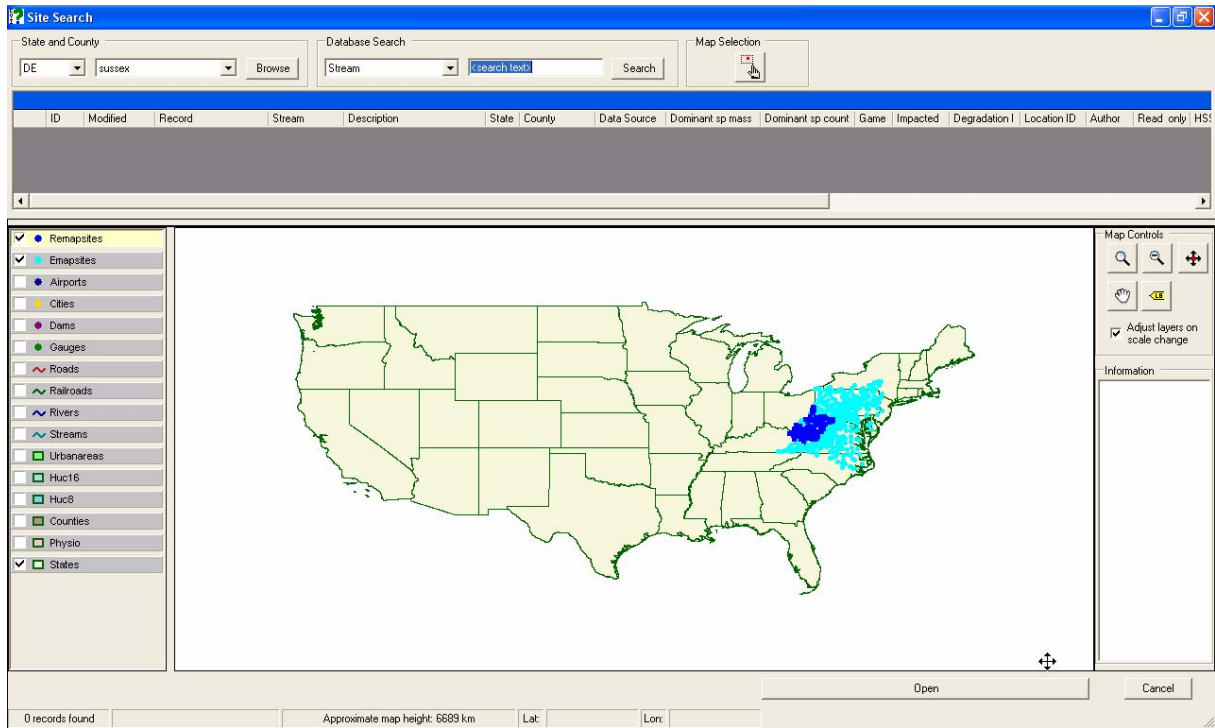 Site Search
State and County
Database Search
Map Selection
DE sussex Browse Stream <search text> Search
ID Modified Record Stream Description State County Data Source Dominant sp mass Dominant sp count Game Impacted Degradation I Location ID Author Read only HSS
Remapsites
Emapsites
Airports
Cities
Dams
Gauges
Roads
Railroads
Rivers
Streams
Urbanareas
Huc16
Huc8
Counties
Physio
States
Map Controls
LB
Adjust layers on
scale change
Information
Open Cancel
0 records found Approximate map height: 6689 km Lat: Lon: